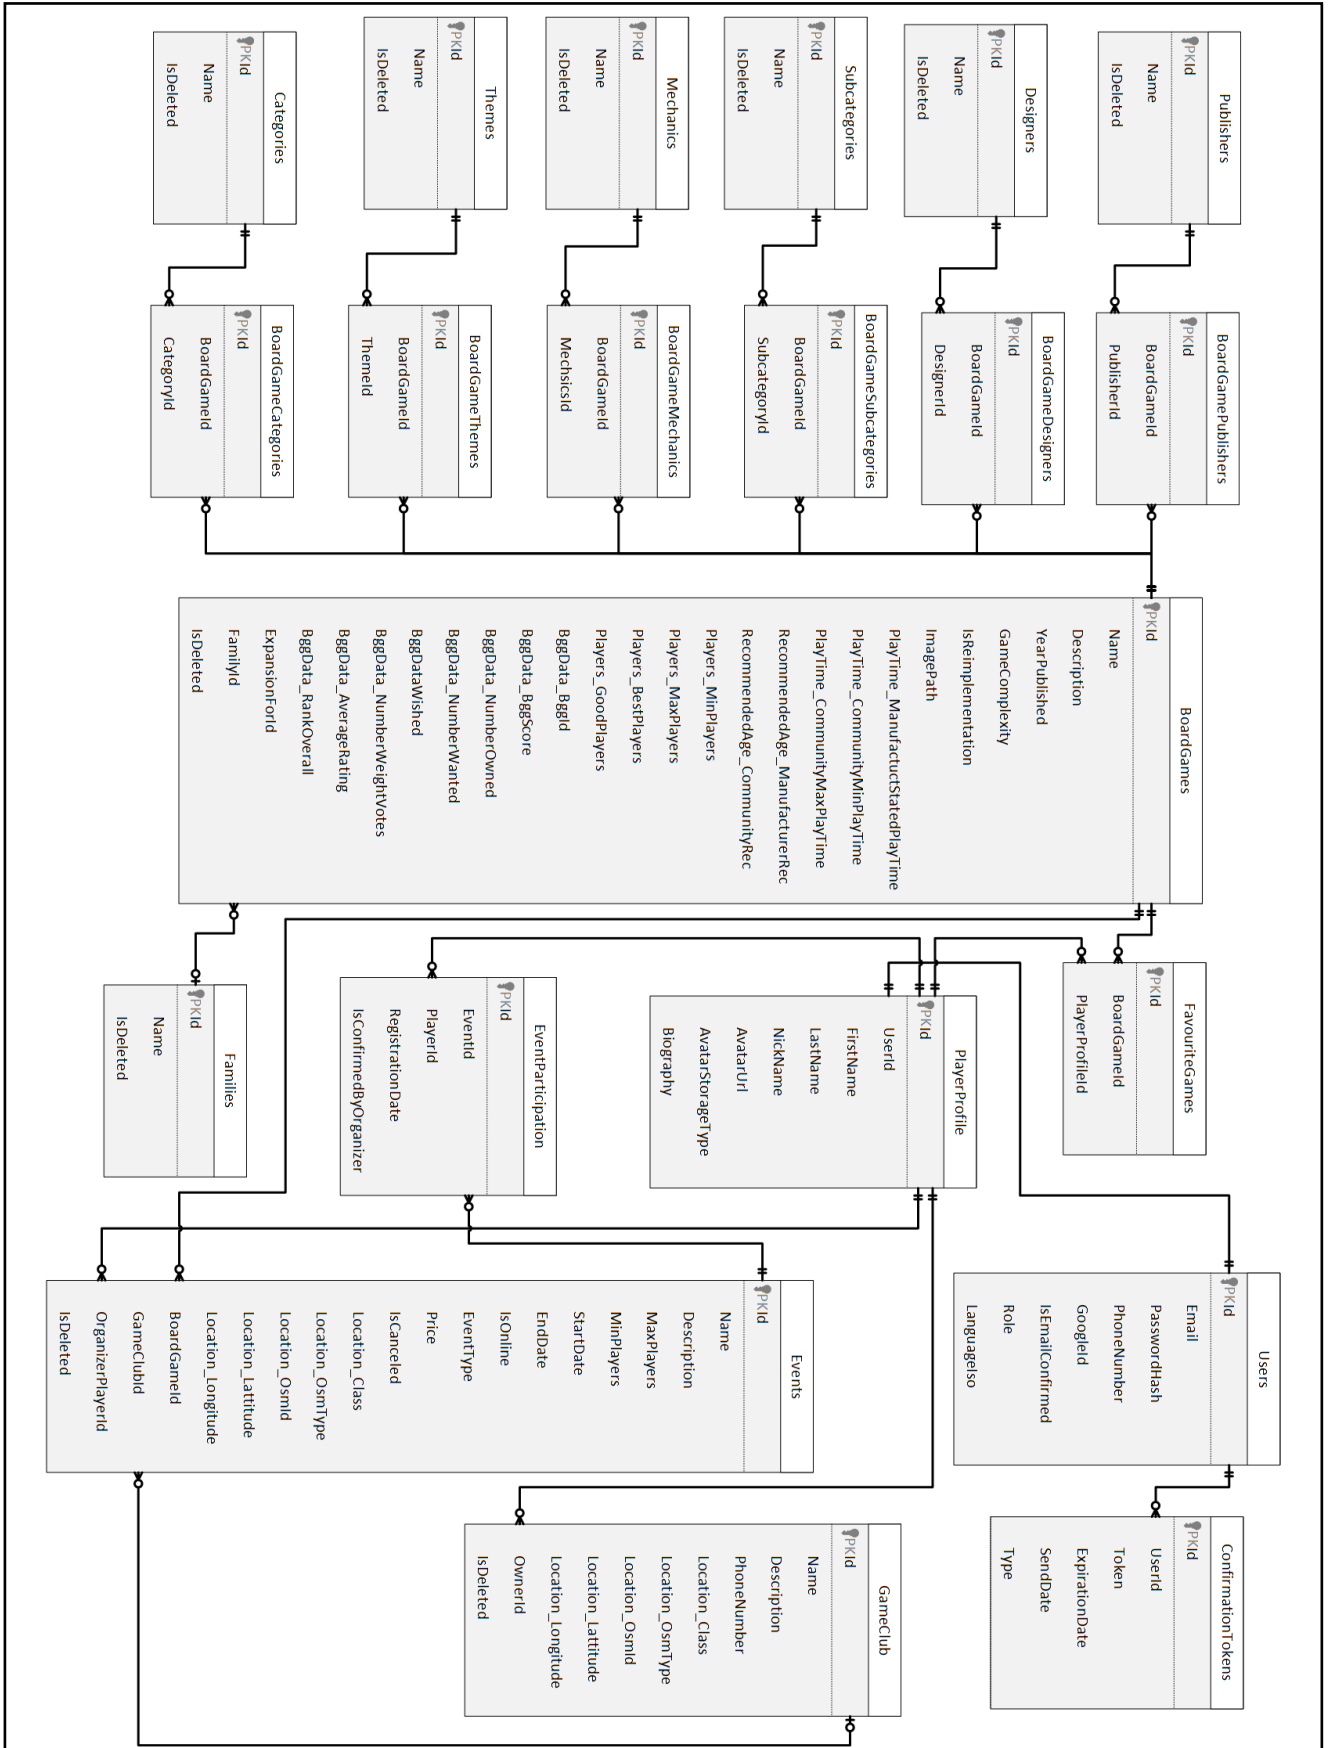 Publishers
PKId
Name
IsDeleted
Designers
PKId
Name
IsDeleted
Subcategories
PKId
Name
IsDeleted
Mechanics
PKId
Name
IsDeleted
Themes
PKId
Name
IsDeleted
Categories
PKId
Name
IsDeleted
BoardGamePublishers
PKId
BoardGameId
PublisherId
BoardGameDesigners
PKId
BoardGameId
DesignerId
BoardGameSubcategories
PKId
BoardGameId
SubcategoryId
BoardGameMechanics
PKId
BoardGameId
MechsicsId
BoardGameThemes
PKId
BoardGameId
ThemeId
BoardGameCategories
PKId
BoardGameId
CategoryId
BoardGames
PKId
Name
Description
YearPublished
GameComplexity
IsReimplementation
ImagePath
PlayTime_ManufactuctStatedPlayTime
PlayTime_CommunityMinPlayTime
PlayTime_CommunityMaxPlayTime
RecommendedAge_ManufacturerRec
RecommendedAge_CommunityRec
Players_MinPlayers
Players_MaxPlayers
Players_BestPlayers
Players_GoodPlayers
BggData_BggId
BggData_BggScore
BggData_NumberOwned
BggData_NumberWanted
BggDataWished
BggData_NumberWeightVotes
BggData_AverageRating
BggData_RankOverall
ExpansionForId
FamilyId
IsDeleted
FavouriteGames
PKId
BoardGameId
PlayerProfileId
PlayerProfile
PKId
UserId
FirstName
LastName
NickName
AvatarUrl
AvatarStorageType
Biography
EventParticipation
PKId
EventId
PlayerId
RegistrationDate
IsConfirmedByOrganizer
Families
PKId
Name
IsDeleted
Users
PKId
Email
PasswordHash
PhoneNumber
GoogleId
IsEmailConfirmed
Role
LanguageIso
Events
PKId
Name
Description
MaxPlayers
MinPlayers
StartDate
EndDate
IsOnline
EventType
Price
IsCanceled
Location_Class
Location_OsmType
Location_OsmId
Location_Lattitude
Location_Longitude
BoardGameId
GameClubId
OrganizerPlayerId
IsDeleted
ConfirmationTokens
PKId
UserId
Token
ExpirationDate
SendDate
Type
GameClub
PKId
Name
Description
PhoneNumber
Location_Class
Location_OsmType
Location_OsmId
Location_Lattitude
Location_Longitude
OwnerId
IsDeleted